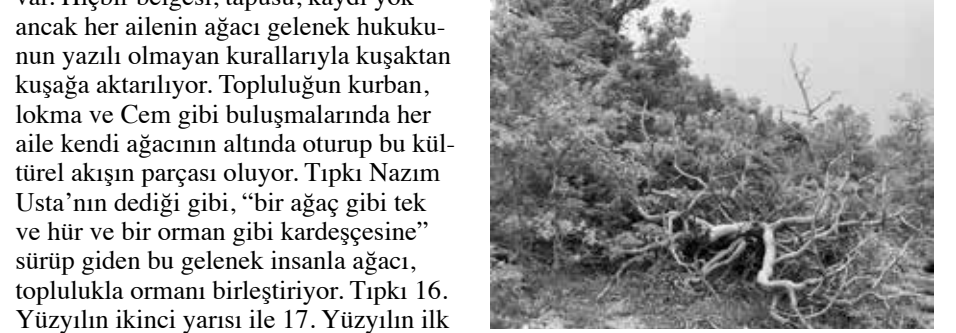 var. Hiçbir belgesi, tapusu, kaydı yok
ancak her ailenin ağacı gelenek hukuku-
nun yazılı olmayan kurallarıyla kuşaktan
kuşağa aktarılıyor. Topluluğun kurban,
lokma ve Cem gibi buluşmalarında her
aile kendi ağacının altında oturup bu kül-
türel akışın parçası oluyor. Tıpkı Nazım
Usta’nın dediği gibi, “bir ağaç gibi tek
ve hür ve bir orman gibi kardeşçesine”
sürüp giden bu gelenek insanla ağacı,
toplulukla ormanı birleştiriyor. Tıpkı 16.
Yüzyılın ikinci yarısı ile 17. Yüzyılın ilk